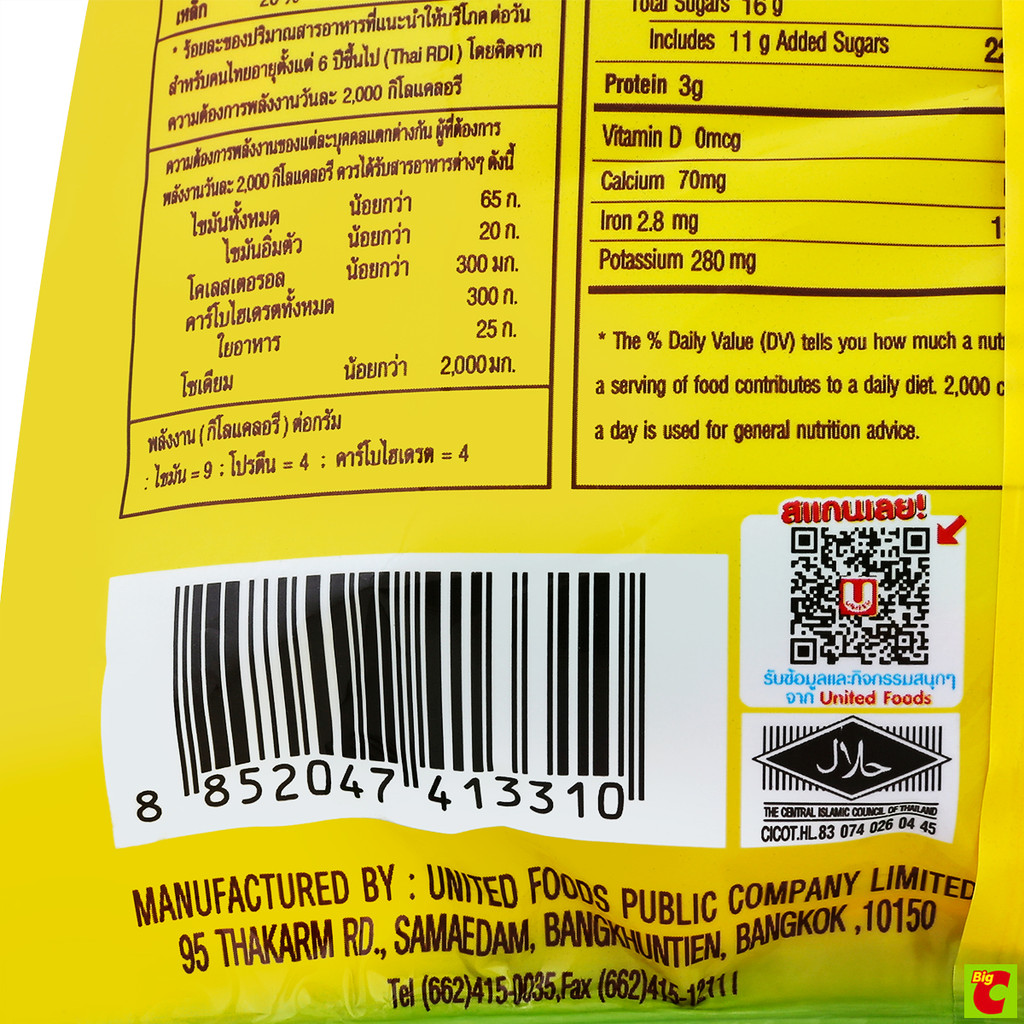 เหล็ก
* ร้อยละของปริมาณสารอาหารที่แนะนำให้บริโภคต่อวัน
สำหรับคนไทยอายุตั้งแต่ 6 ปีขึ้นไป (Thai RDI) โดยคิดจาก
ความต้องการพลังงานวันละ 2,000 กิโลแคลอรี
ความต้องการพลังงานของแต่ละบุคคลแตกต่างกัน ผู้ที่ต้องการ
พลังงานวันละ 2,000 กิโลแคลอรี ควรได้รับสารอาหารต่างๆ ดังนี้
ไขมันทั้งหมด น้อยกว่า 65 ก.
ไขมันอิ่มตัว น้อยกว่า 20 ก.
โคเลสเตอรอล น้อยกว่า 300 มก.
คาร์โบไฮเดรตทั้งหมด 300 ก.
ใยอาหาร 25 ก.
โซเดียม น้อยกว่า 2,000 มก.
พลังงาน (กิโลแคลอรี) ต่อกรัม
: ไขมัน = 9 : โปรตีน = 4 : คาร์โบไฮเดรต = 4
Total Sugars 16 g
Includes 11 g Added Sugars
Protein 3g
Vitamin D 0mcg
Calcium 70mg
Iron 2.8 mg
Potassium 280 mg
* The % Daily Value (DV) tells you how much a nut
a serving of food contributes to a daily diet. 2,000 c
a day is used for general nutrition advice.
สแกนเลย!
U
รับข้อมูลและกิจกรรมสนุกๆ
จาก United Foods
حلال
THE CENTRAL ISLAMIC COUNCIL OF THAILAND
CICOT.HL. 83 074 026 04 45
8 852047 413310
MANUFACTURED BY : UNITED FOODS PUBLIC COMPANY LIMITED
95 THAKARM RD., SAMAEDAM, BANGKHUNTIEN, BANGKOK ,10150
Tel (662)415-0035,Fax (662)415-1211
Big C